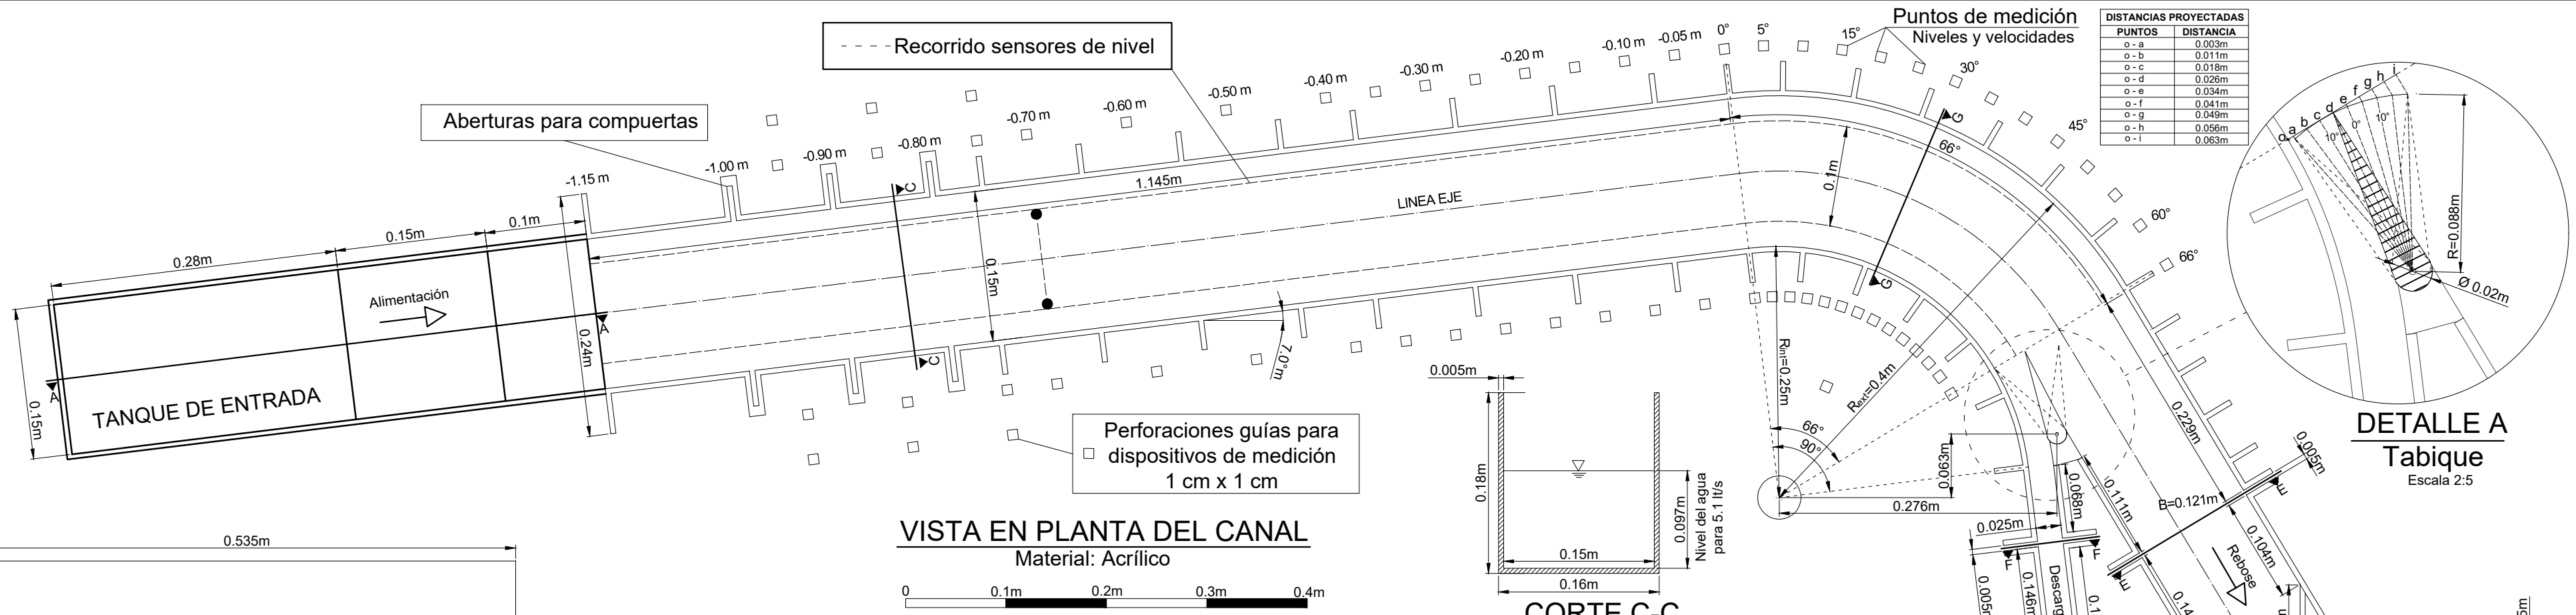 Recorrido sensores de nivel
Aberturas para compuertas
Puntos de medición
Niveles y velocidades
DISTANCIAS PROYECTADAS
PUNTOS DISTANCIA
o - a 0.003m
o - b 0.011m
o - c 0.018m
o - d 0.026m
o - e 0.034m
o - f 0.041m
o - g 0.049m
o - h 0.056m
o - i 0.063m
-1.15 m
-1.00 m
-0.90 m
-0.80 m
-0.70 m
-0.60 m
-0.50 m
-0.40 m
-0.30 m
-0.20 m
-0.10 m
-0.05 m
0°
5°
15°
30°
45°
60°
66°
0.28m
0.15m
0.1m
Alimentación
TANQUE DE ENTRADA
0.15m
A
A
0.24m
C
C
0.15m
1.145m
LINEA EJE
7.0°m
0.1m
66°
G
G
Rint=0.25m
Rext=0.4m
66°
90°
0.063m
0.276m
0.229m
0.005m
B=0.121m
E
E
0.111m
0.068m
0.025m
F
F
0.104m
Rebose
0.146m
o a b c d e f g h i
10° 0° 10°
R=0.088m
Ø 0.02m
DETALLE A
Tabique
Escala 2:5
Perforaciones guías para
dispositivos de medición
1 cm x 1 cm
VISTA EN PLANTA DEL CANAL
Material: Acrílico
0 0.1m 0.2m 0.3m 0.4m
0.535m
0.005m
0.18m
0.15m
0.16m
0.097m
Nivel del agua
para 5.1 lt/s
CORTE C-C